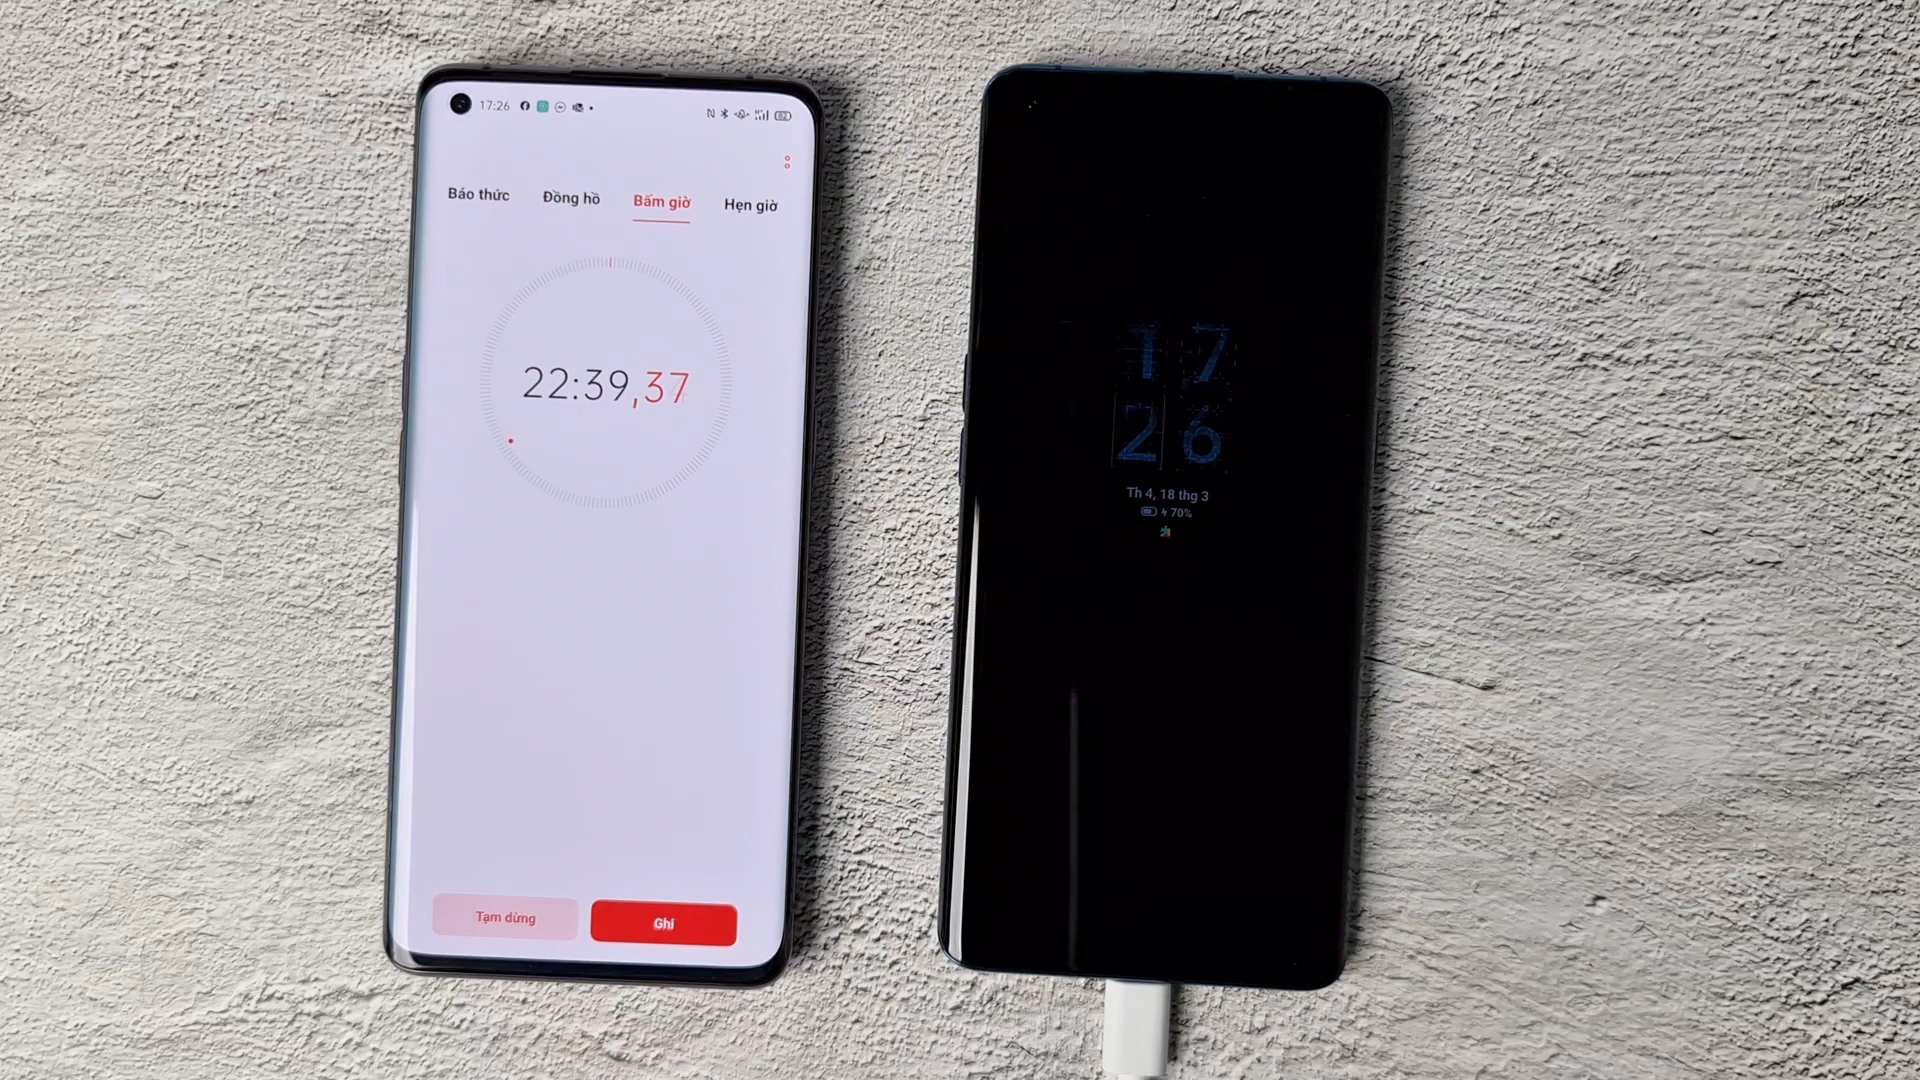 17:26
Báo thức Đồng hồ Bấm giờ Hẹn giờ
22:39,37
Tạm dừng Ghi
17
26
Th 4, 18 thg 3
70%